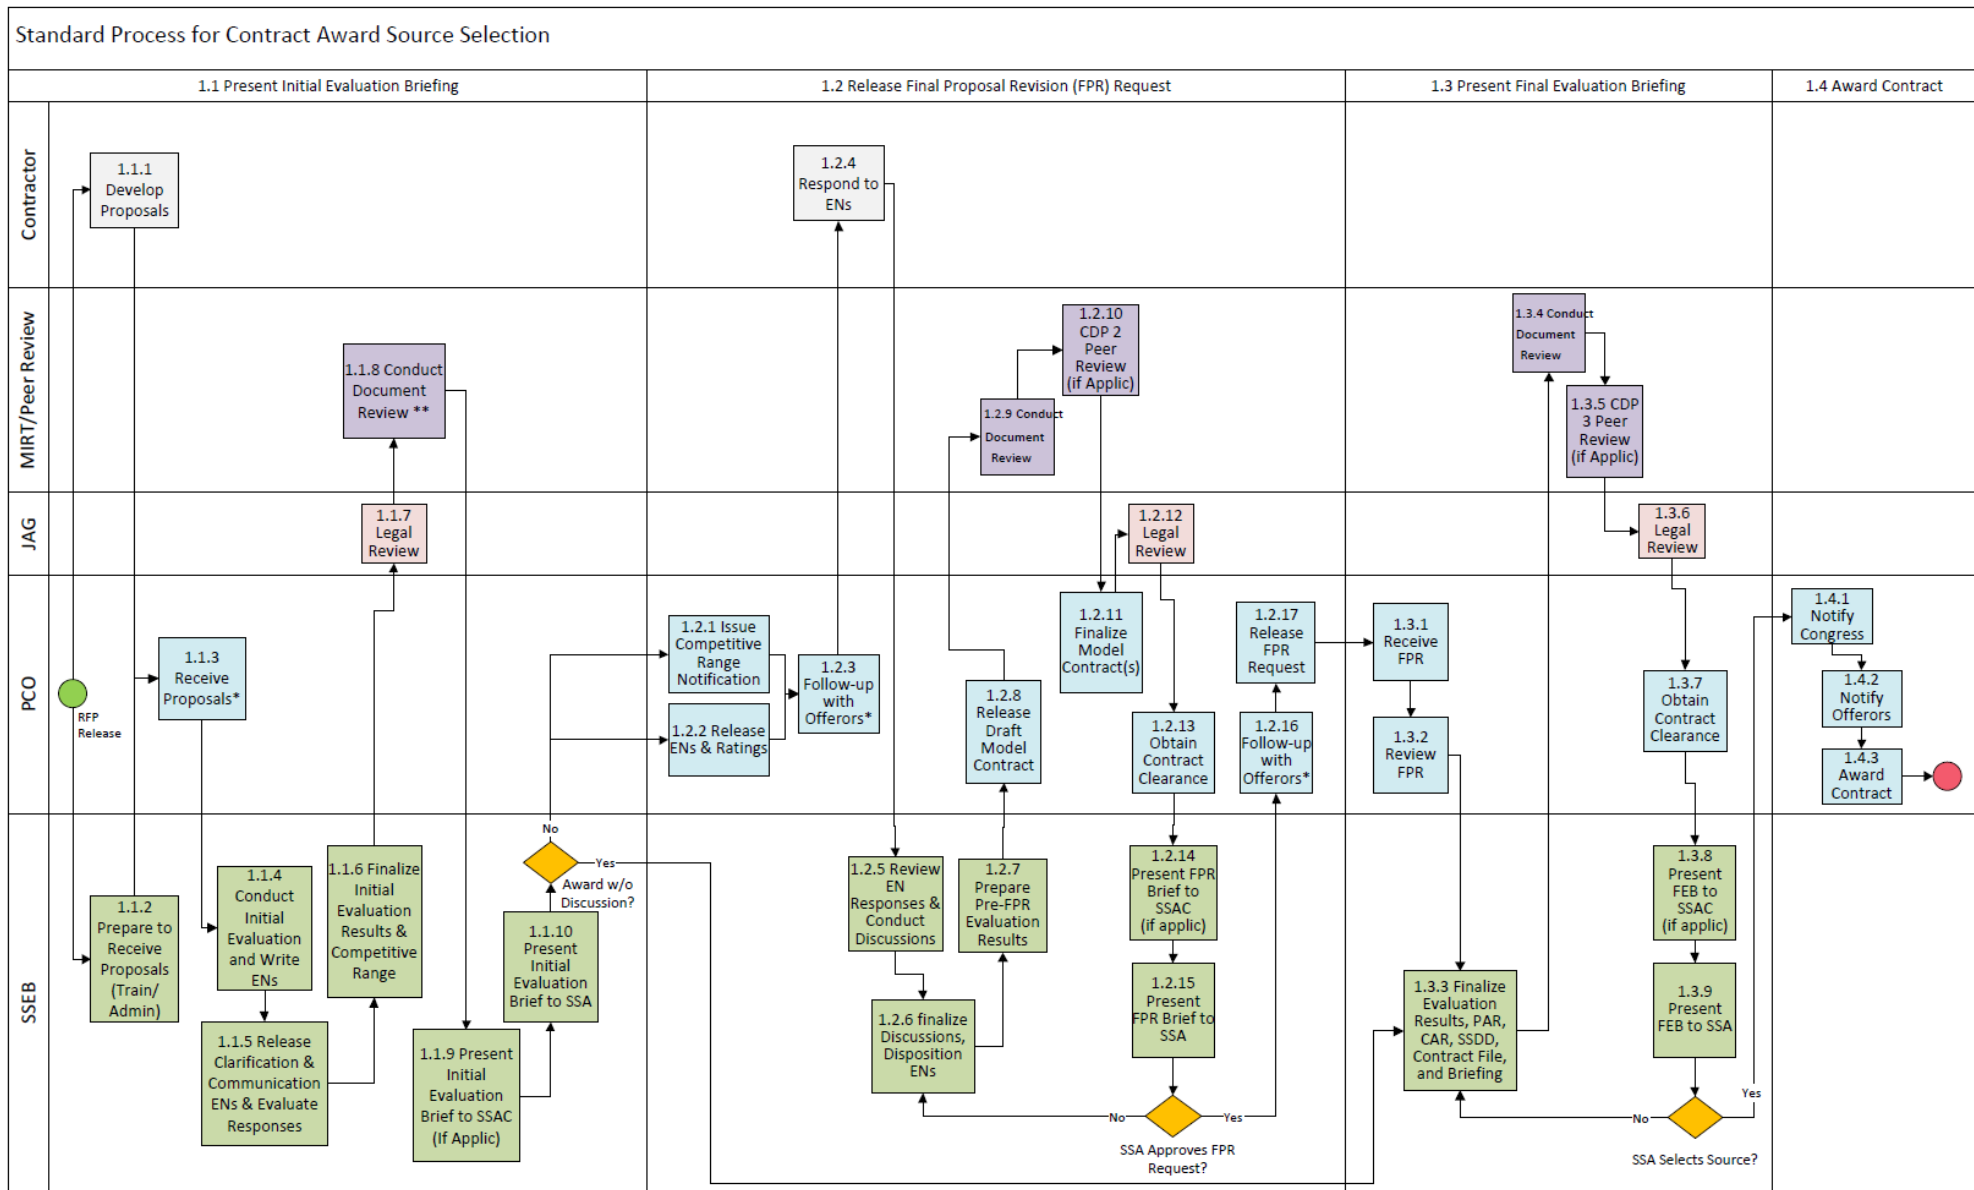 Standard Process for Contract Award Source Selection
1.1 Present Initial Evaluation Briefing
1.2 Release Final Proposal Revision (FPR) Request
1.3 Present Final Evaluation Briefing
1.4 Award Contract
Contractor
1.1.1
Develop
Proposals
1.2.4
Respond to
ENs
MIRT/Peer Review
1.1.8 Conduct
Document
Review **
1.2.9 Conduct
Document
Review
1.2.10
CDP 2
Peer
Review
(if Applic)
1.3.4 Conduct
Document
Review
1.3.5 CDP
3 Peer
Review
(if Applic)
JAG
1.1.7
Legal
Review
1.2.12
Legal
Review
1.3.6
Legal
Review
PCO
RFP
Release
1.1.3
Receive
Proposals*
1.2.1 Issue
Competitive
Range
Notification
1.2.2 Release
ENs & Ratings
1.2.3
Follow-up
with
Offerors*
1.2.8
Release
Draft
Model
Contract
1.2.11
Finalize
Model
Contract(s)
1.2.13
Obtain
Contract
Clearance
1.2.17
Release
FPR
Request
1.2.16
Follow-up
with
Offerors*
1.3.1
Receive
FPR
1.3.2
Review
FPR
1.3.7
Obtain
Contract
Clearance
1.4.1
Notify
Congress
1.4.2
Notify
Offerors
1.4.3
Award
Contract
SSEB
1.1.2
Prepare to
Receive
Proposals
(Train/
Admin)
1.1.4
Conduct
Initial
Evaluation
and Write
ENs
1.1.5 Release
Clarification &
Communication
ENs & Evaluate
Responses
1.1.6 Finalize
Initial
Evaluation
Results &
Competitive
Range
1.1.9 Present
Initial
Evaluation
Brief to SSAC
(If Applic)
1.1.10
Present
Initial
Evaluation
Brief to SSA
No
Yes
Award w/o
Discussion?
1.2.5 Review
EN
Responses &
Conduct
Discussions
1.2.6 finalize
Discussions,
Disposition
ENs
1.2.7
Prepare
Pre-FPR
Evaluation
Results
1.2.14
Present FPR
Brief to
SSAC
(if applic)
1.2.15
Present
FPR Brief to
SSA
No
Yes
SSA Approves FPR
Request?
1.3.3 Finalize
Evaluation
Results, PAR,
CAR, SSDD,
Contract File,
and Briefing
1.3.8
Present
FEB to
SSAC
(if applic)
1.3.9
Present
FEB to SSA
No
Yes
SSA Selects Source?